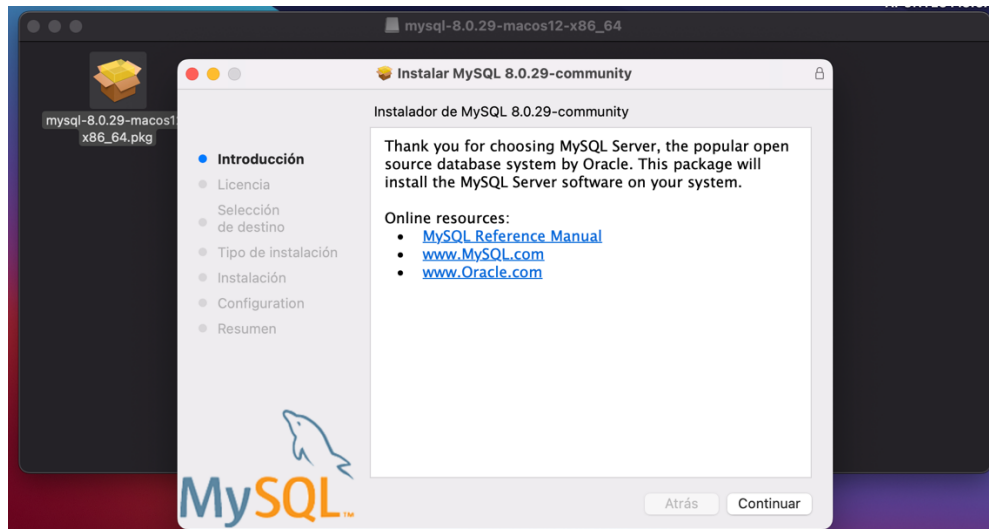 mysql-8.0.29-macos12-x86_64
mysql-8.0.29-macos1
x86_64.pkg
Instalar MySQL 8.0.29-community
Instalador de MySQL 8.0.29-community
Introducción
Licencia
Selección
de destino
Tipo de instalación
Instalación
Configuration
Resumen
Thank you for choosing MySQL Server, the popular open
source database system by Oracle. This package will
install the MySQL Server software on your system.
Online resources:
• MySQL Reference Manual
• www.MySQL.com
• www.Oracle.com
MySQL™
Atrás
Continuar